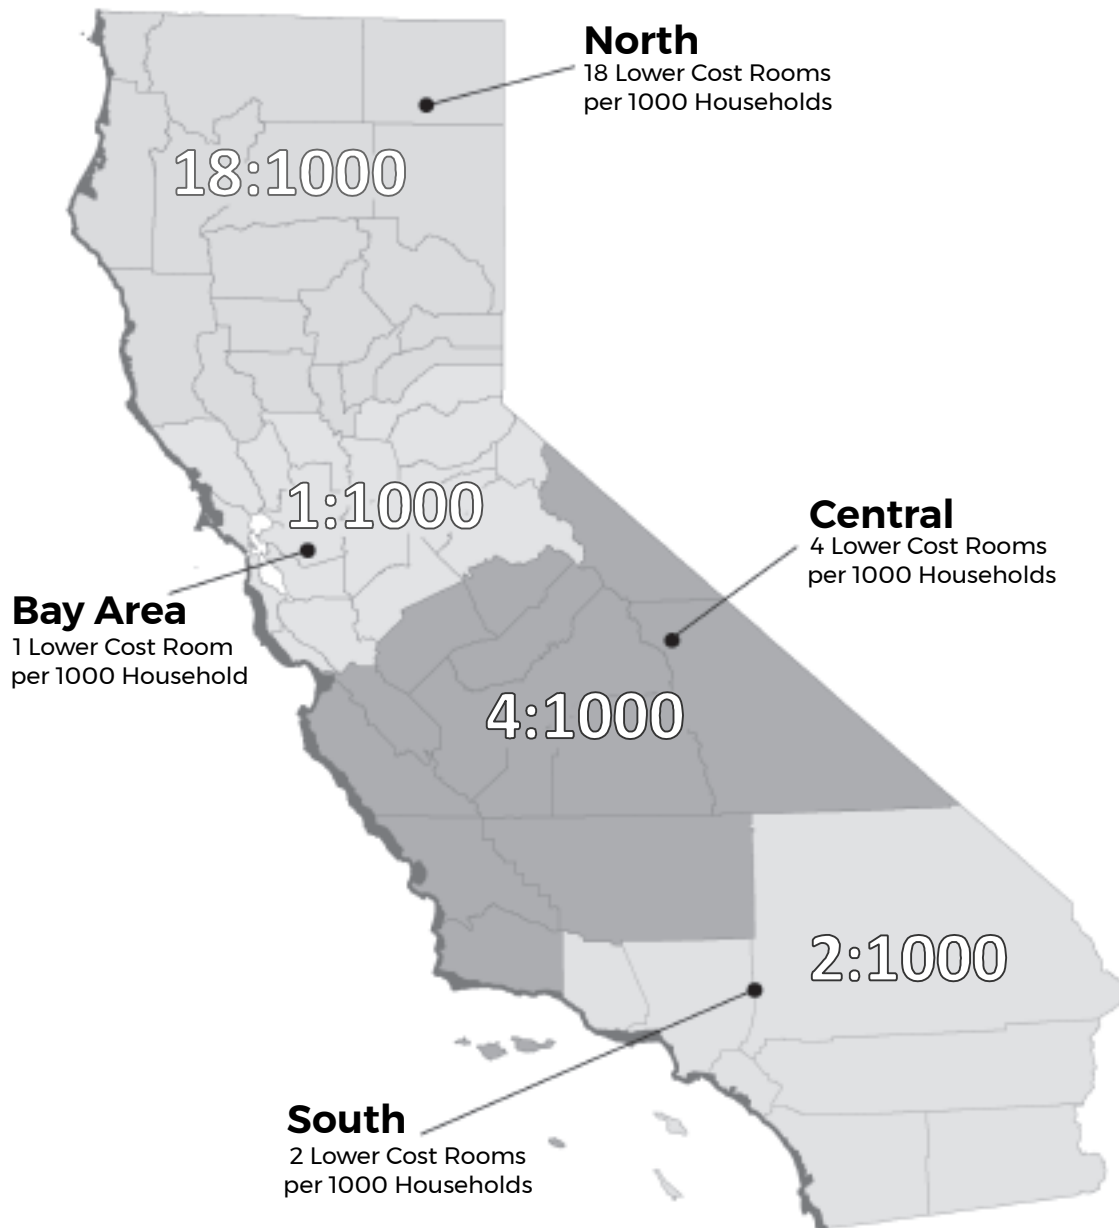 North
18 Lower Cost Rooms
per 1000 Households
18:1000
1:1000
Central
4 Lower Cost Rooms
per 1000 Households
Bay Area
1 Lower Cost Room
per 1000 Household
4:1000
2:1000
South
2 Lower Cost Rooms
per 1000 Households